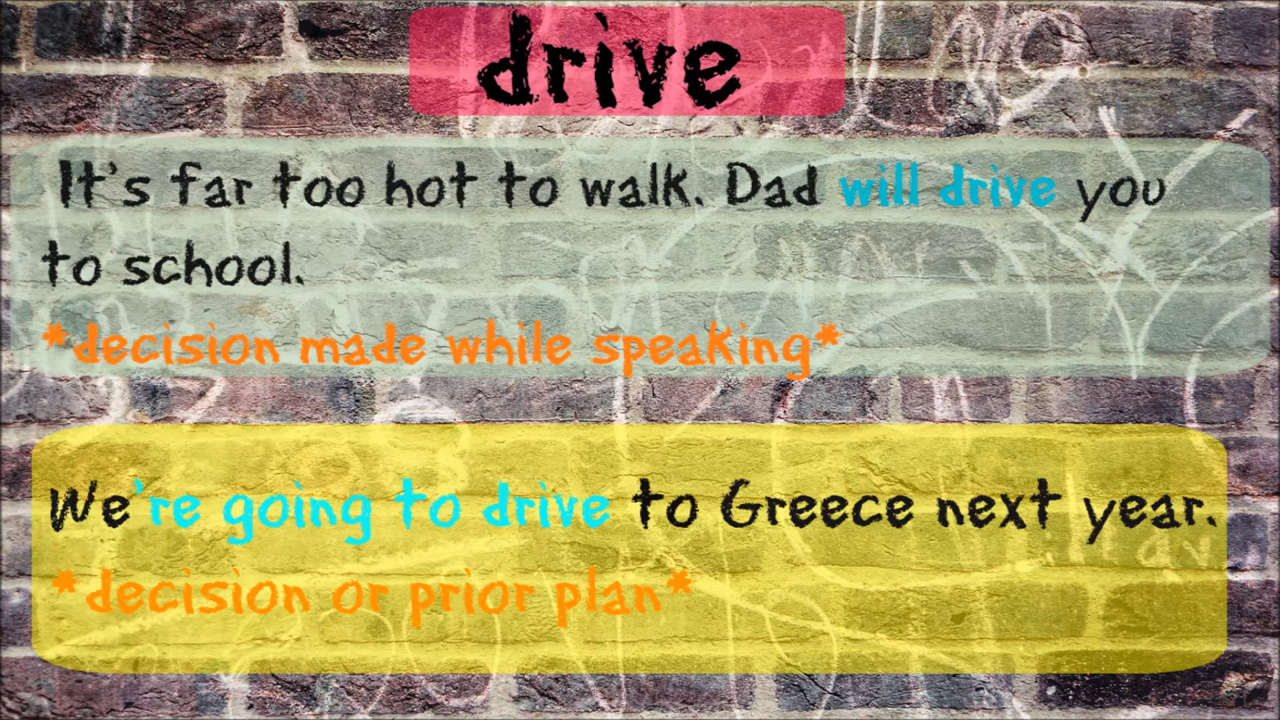 drive
It's far too hot to walk. Dad will drive you
to school.
*decision made while speaking*
We're going to drive to Greece next year.
*decision or prior plan*